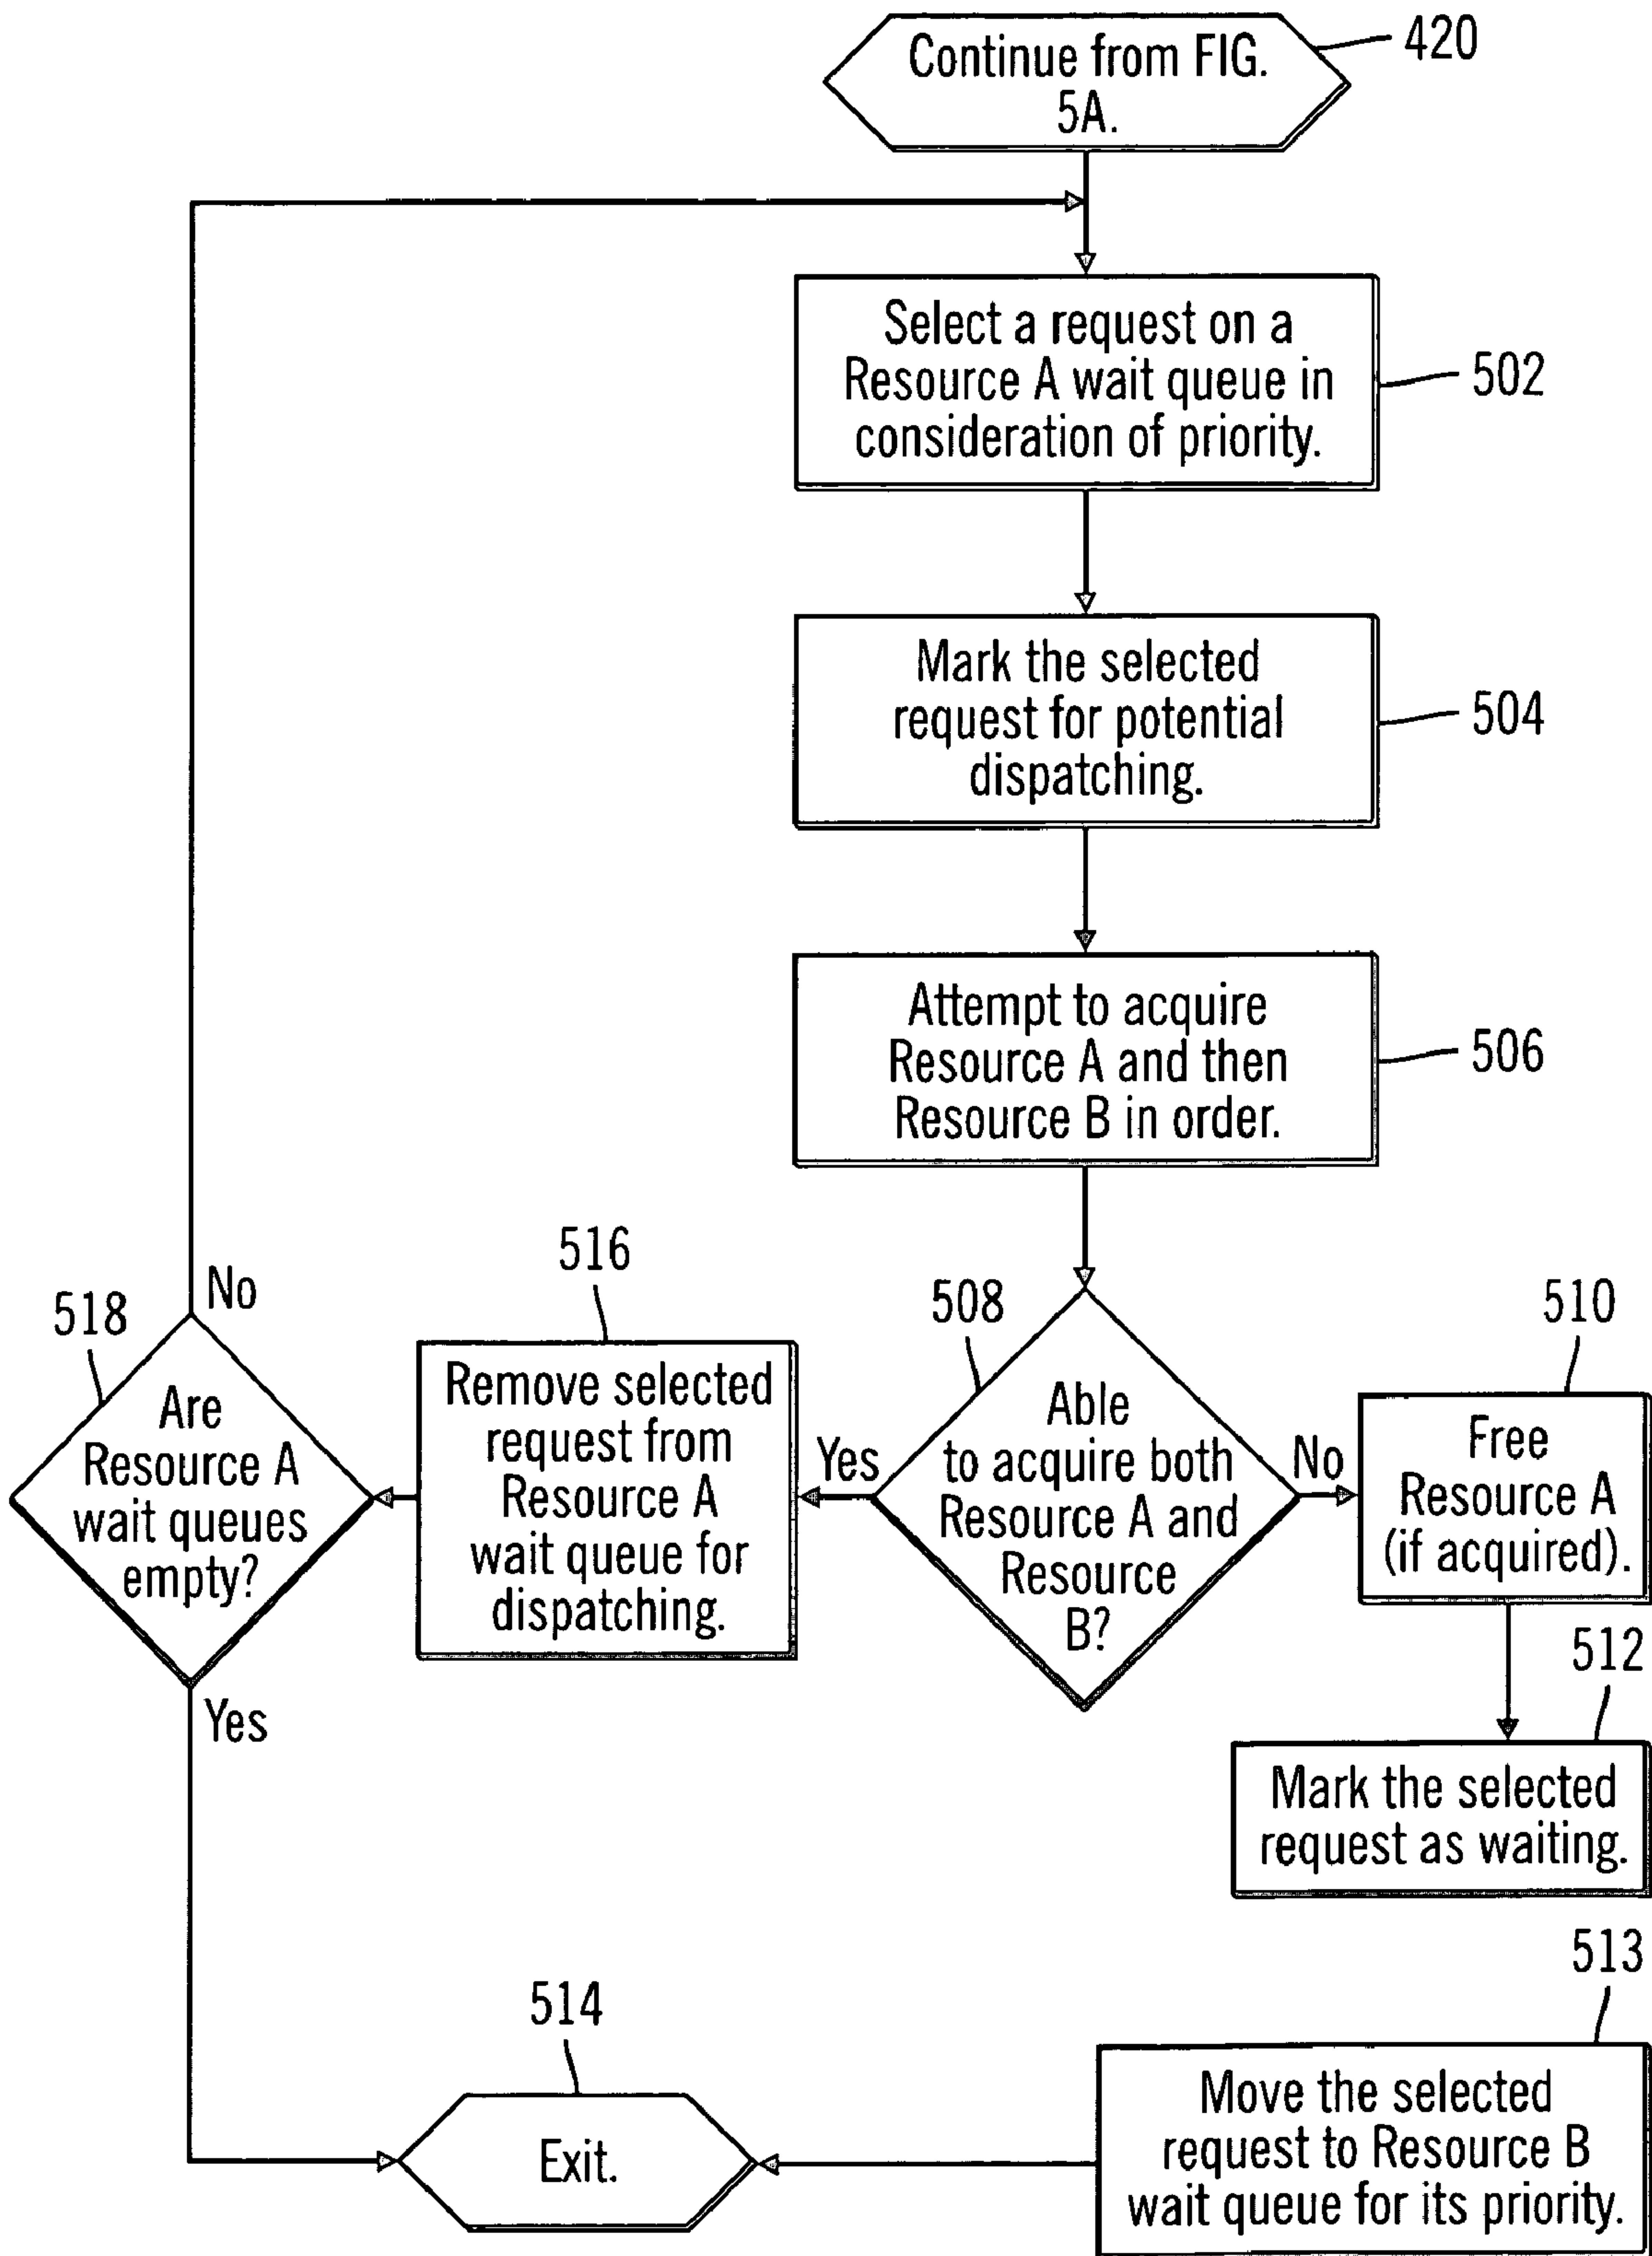 Continue from FIG.
5A.
420
Select a request on a
Resource A wait queue in
consideration of priority.
502
Mark the selected
request for potential
dispatching.
504
Attempt to acquire
Resource A and then
Resource B in order.
506
508
Able
to acquire both
Resource A and
Resource
B?
Yes
No
516
Remove selected
request from
Resource A
wait queue for
dispatching.
518
Are
Resource A
wait queues
empty?
No
Yes
510
Free
Resource A
(if acquired).
512
Mark the selected
request as waiting.
513
Move the selected
request to Resource B
wait queue for its priority.
514
Exit.